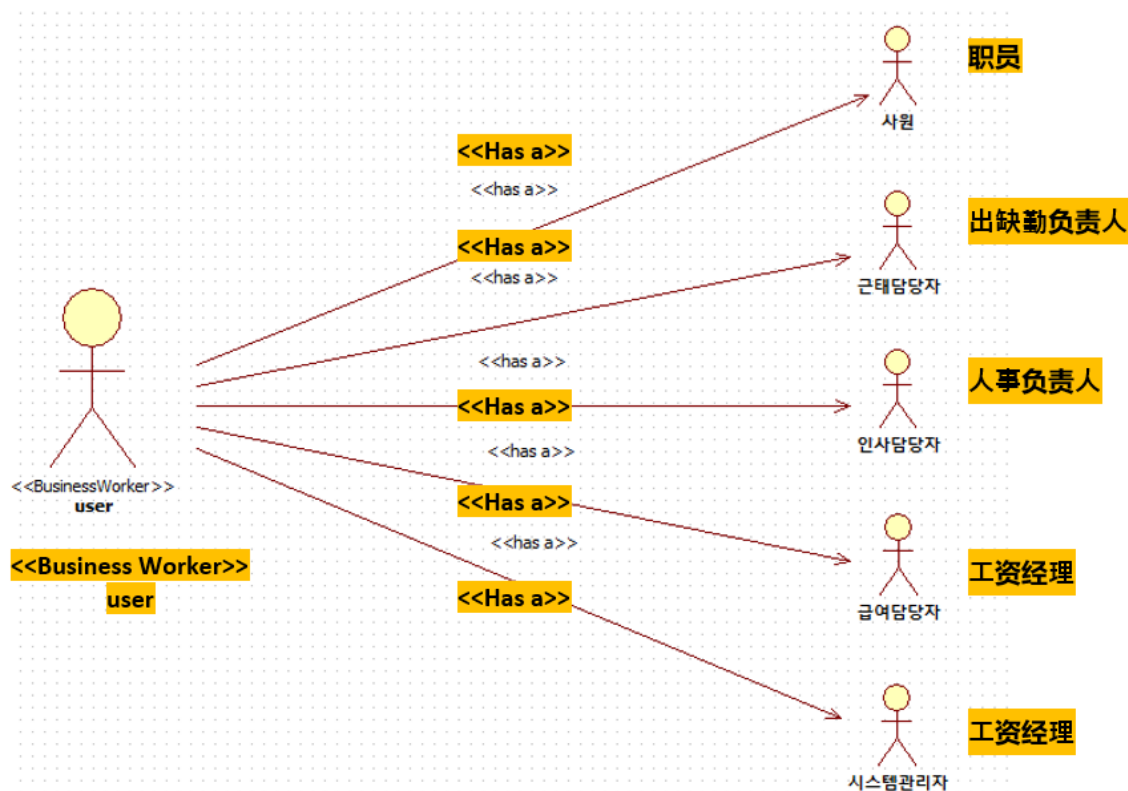 职员
사원
<<Has a>>
<<has a>>
<<Has a>>
<<has a>>
出缺勤负责人
근태담당자
<<has a>>
<<Has a>>
人事负责人
인사담당자
<<has a>>
<<Has a>>
<<BusinessWorker>>
user
<<has a>>
<<Business Worker>>
user
<<Has a>>
工资经理
급여담당자
工资经理
시스템관리자